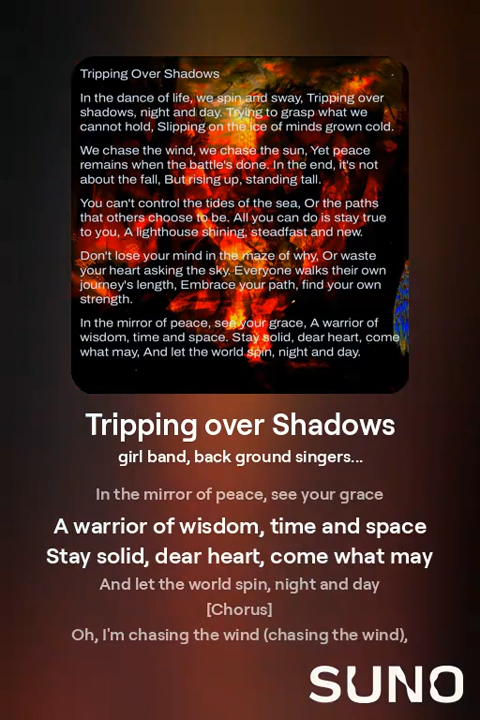 Tripping Over Shadows
In the dance of life, we spin and sway, Tripping over
shadows, night and day. Trying to grasp what we
cannot hold, Slipping on the ice of minds grown cold.
We chase the wind, we chase the sun, Yet peace
remains when the battle's done. In the end, it's not
about the fall, But rising up, standing tall.
You can't control the tides of the sea, Or the paths
that others choose to be. All you can do is stay true
to you, A lighthouse shining, steadfast and new.
Don't lose your mind in the maze of why, Or waste
your heart asking the sky. Everyone walks their own
journey's length, Embrace your path, find your own
strength.
In the mirror of peace, see your grace, A warrior of
wisdom, time and space. Stay solid, dear heart, come
what may, And let the world spin, night and day.
Tripping over Shadows
girl band, back ground singers...
In the mirror of peace, see your grace
A warrior of wisdom, time and space
Stay solid, dear heart, come what may
And let the world spin, night and day
[Chorus]
Oh, I'm chasing the wind (chasing the wind),
SUNO